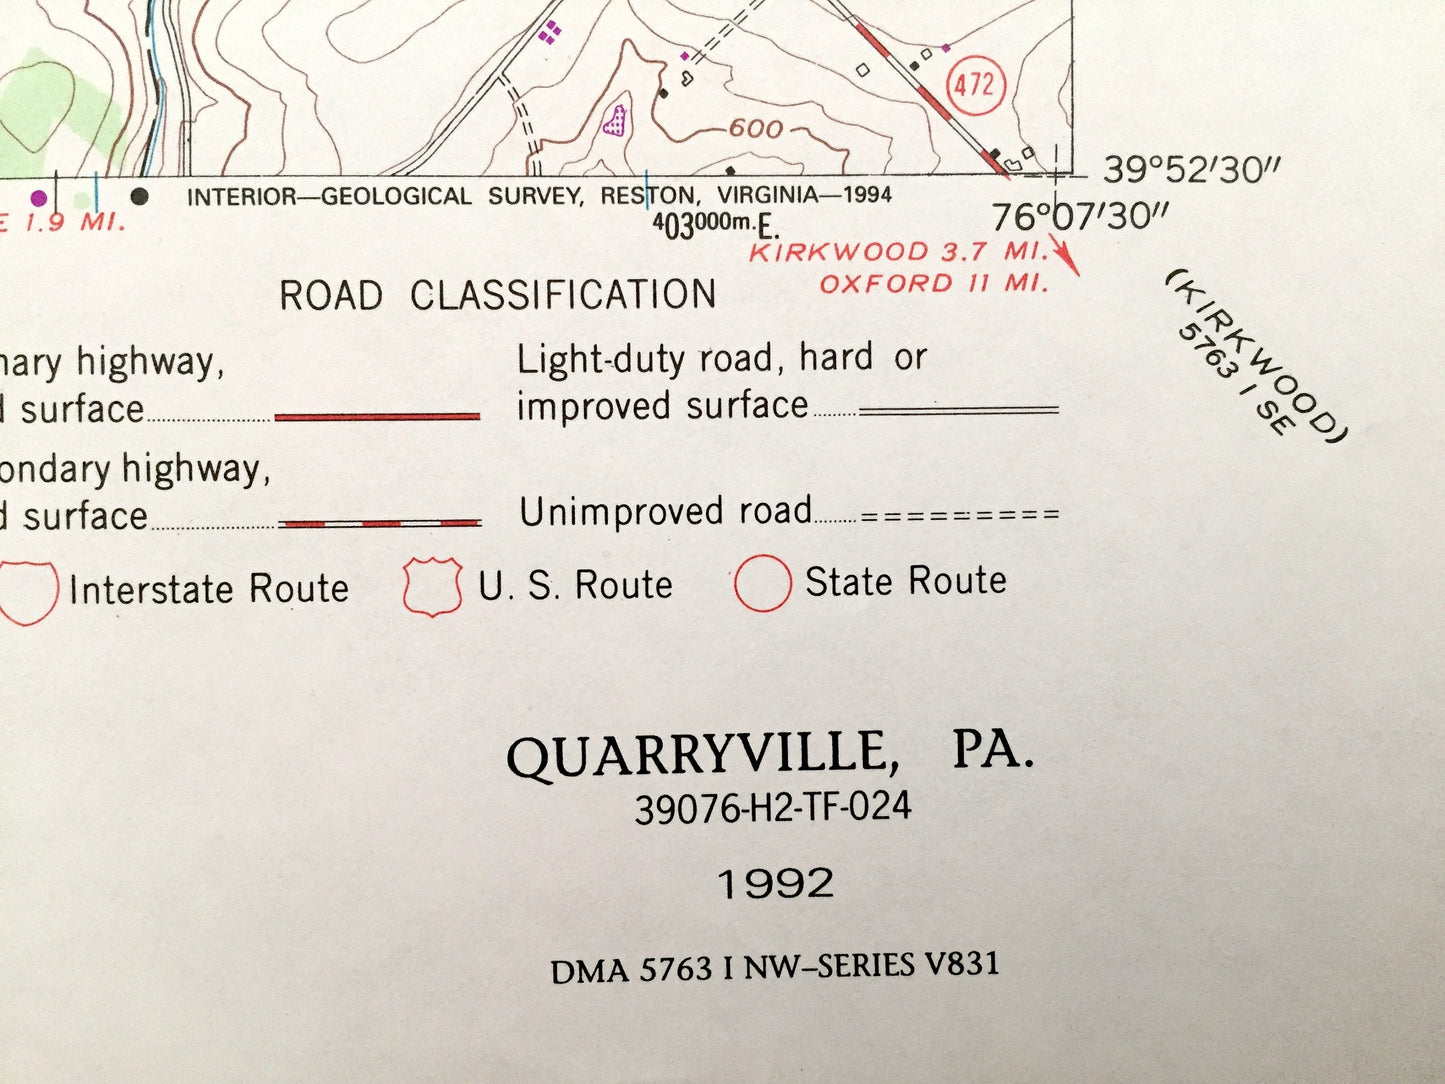 472
600
39°52′30″
INTERIOR—GEOLOGICAL SURVEY, RESTON, VIRGINIA—1994
1.9 MI.
403000m.E.
76°07′30″
KIRKWOOD 3.7 MI.
OXFORD 11 MI.
(KIRKWOOD)
5763 I SE
ROAD CLASSIFICATION
highway,
surface
Light-duty road, hard or
improved surface
highway,
surface
Unimproved road
Interstate Route
U. S. Route
State Route
QUARRYVILLE, PA.
39076-H2-TF-024
1992
DMA 5763 I NW–SERIES V831